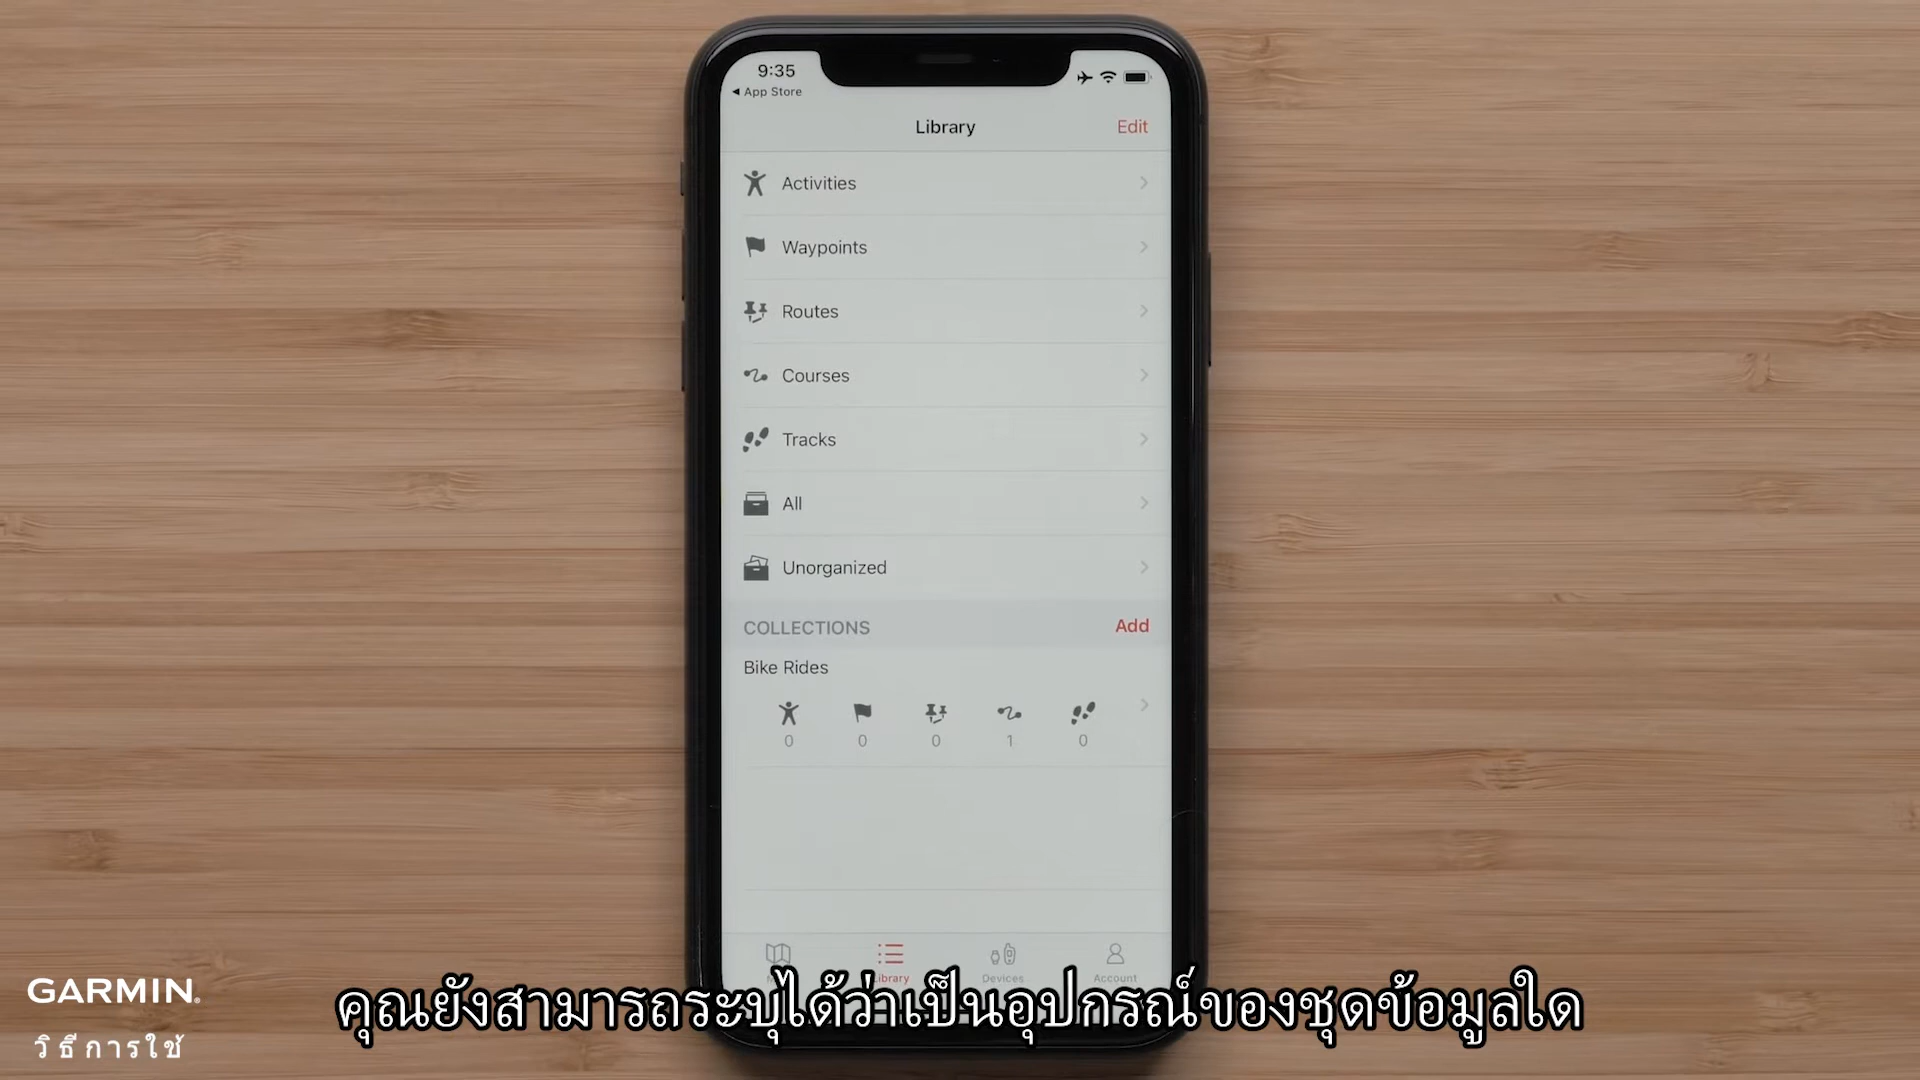 9:35
◀ App Store
Library
Edit
Activities
Waypoints
Routes
Courses
Tracks
All
Unorganized
COLLECTIONS
Add
Bike Rides
0 0 0 1 0
Library
Devices
Account
คุณยังสามารถระบุได้ว่าเป็นอุปกรณ์ของชุดข้อมูลใด
GARMIN.
วิธีการใช้